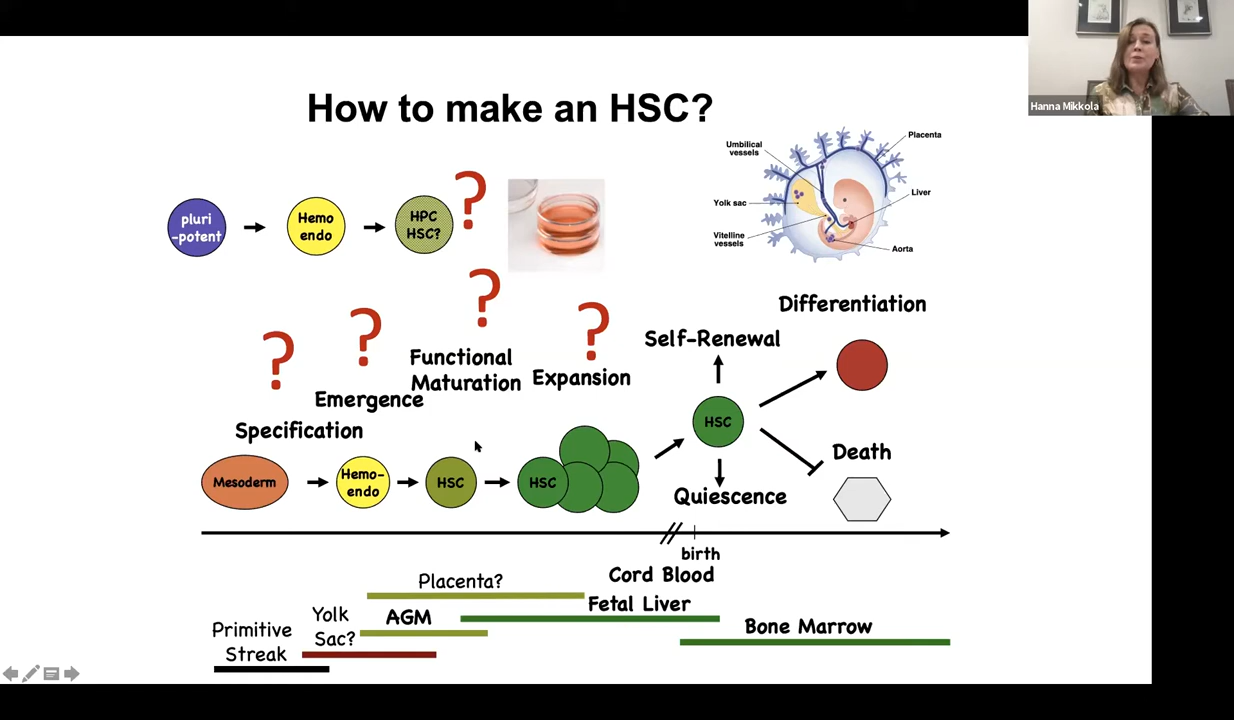 How to make an HSC?
Hanna Mikkola
pluri
-potent
Hemo
endo
HPC
HSC?
?
Umbilical
vessels
Placenta
Yolk sac
Liver
Vitelline
vessels
Aorta
?
?
?
?
Specification
Emergence
Functional
Maturation
Expansion
Self-Renewal
Differentiation
Mesoderm
Hemo-
endo
HSC
HSC
HSC
Death
Quiescence
birth
Cord Blood
Placenta?
Fetal Liver
Yolk
Sac?
AGM
Primitive
Streak
Bone Marrow